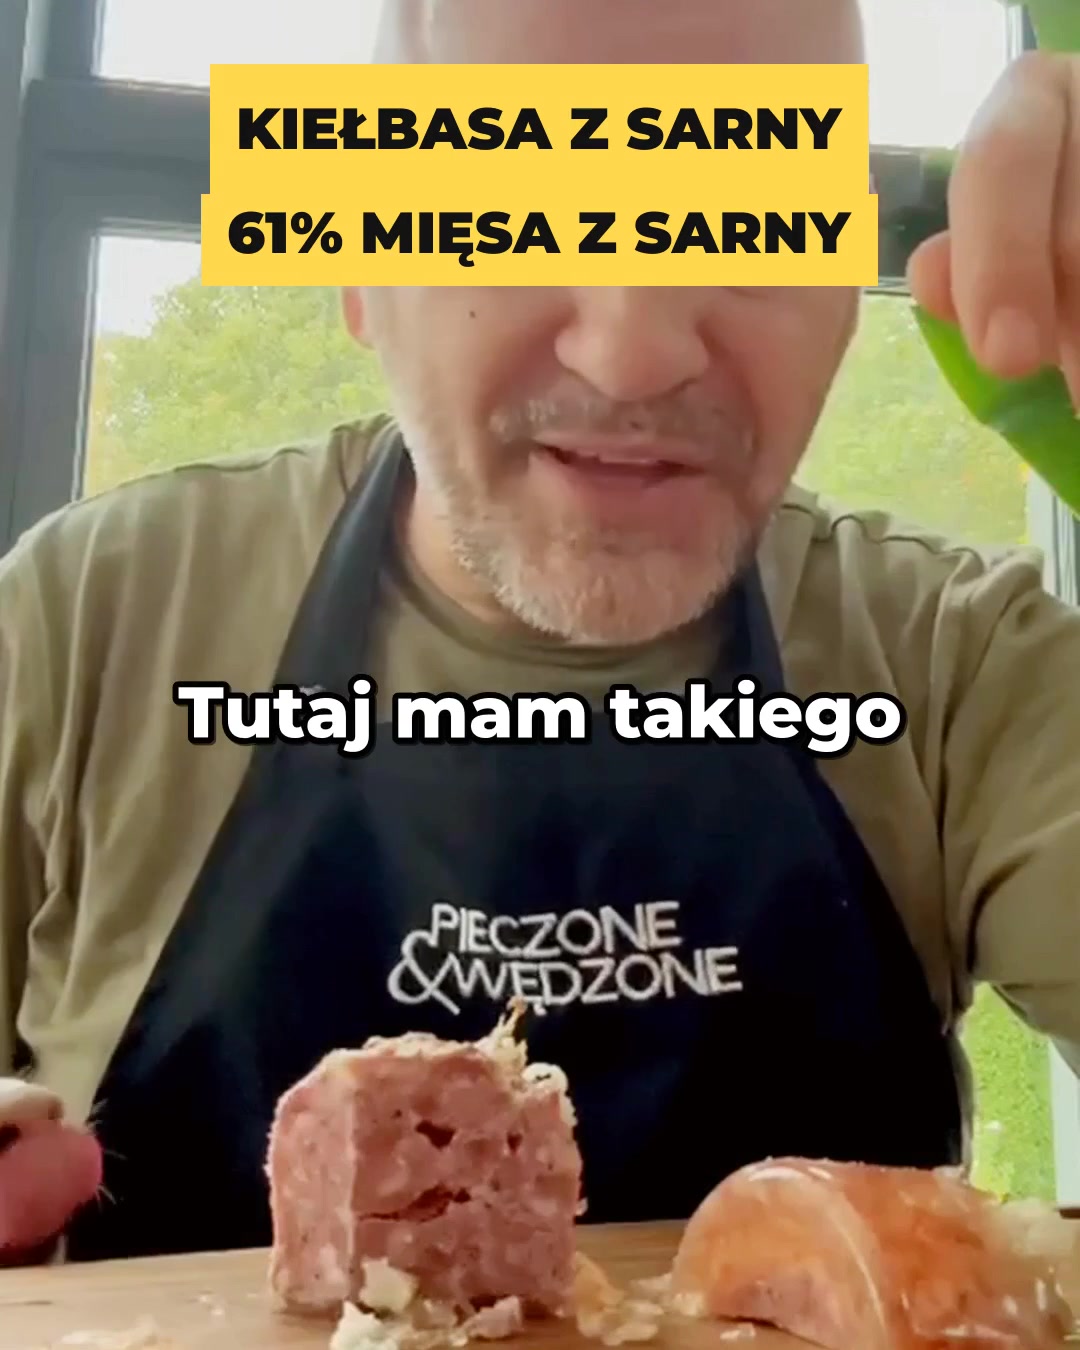 KIEŁBASA Z SARNY
61% MIĘSA Z SARNY
Tutaj mam takiego
PIECZONE
&WĘDZONE